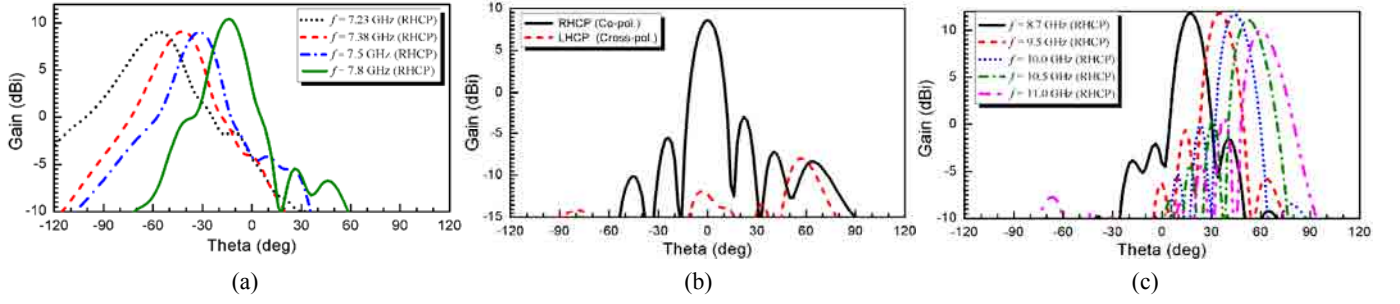 f = 7.23 GHz (RHCP)
f = 7.38 GHz (RHCP)
f = 7.5 GHz (RHCP)
f = 7.8 GHz (RHCP)
10
5
0
-5
-10
Gain (dBi)
-120 -90 -60 -30 0 30 60 90 120
Theta (deg)
(a)
RHCP (Co-pol.)
LHCP (Cross-pol.)
10
5
0
-5
-10
-15
Gain (dBi)
-120 -90 -60 -30 0 30 60 90 120
Theta (deg)
(b)
f = 8.7 GHz (RHCP)
f = 9.5 GHz (RHCP)
f = 10.0 GHz (RHCP)
f = 10.5 GHz (RHCP)
f = 11.0 GHz (RHCP)
10
5
0
-5
-10
Gain (dBi)
-120 -90 -60 -30 0 30 60 90 120
Theta (deg)
(c)